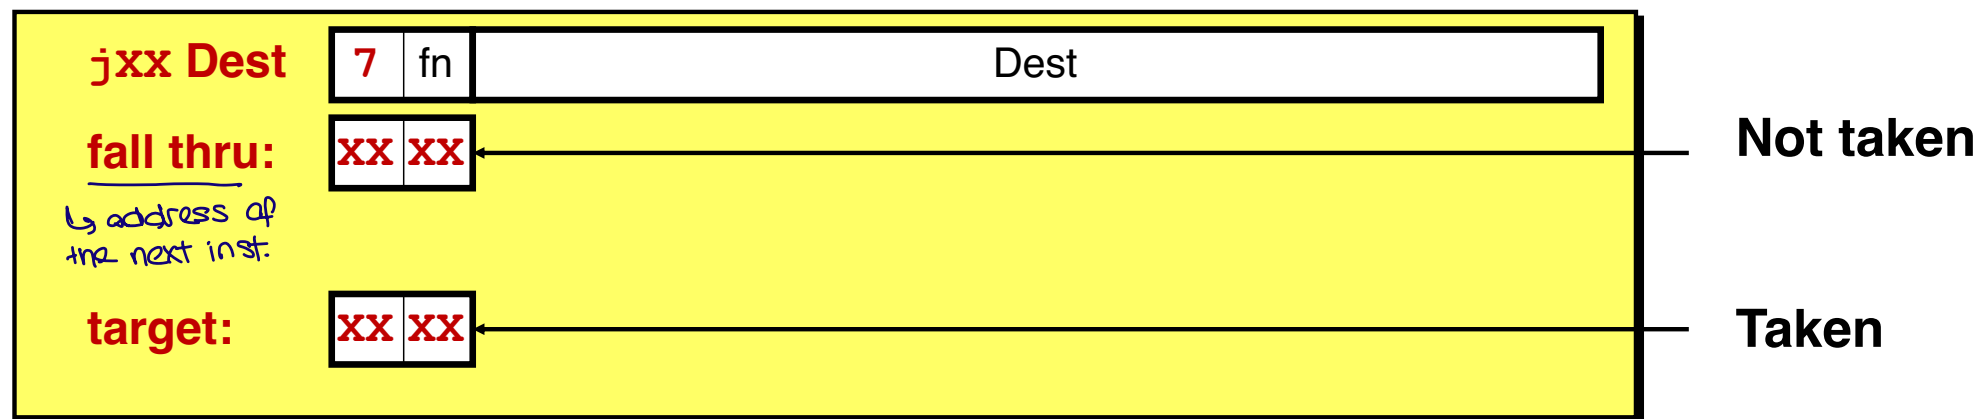 jXX Dest 7 fn Dest
fall thru: XX XX Not taken
↳ address of
the next inst.
target: XX XX Taken